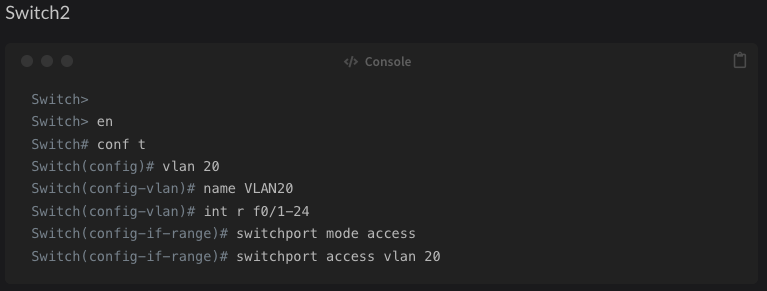 Switch2
</> Console
Switch>
Switch> en
Switch# conf t
Switch(config)# vlan 20
Switch(config-vlan)# name VLAN20
Switch(config-vlan)# int r f0/1-24
Switch(config-if-range)# switchport mode access
Switch(config-if-range)# switchport access vlan 20